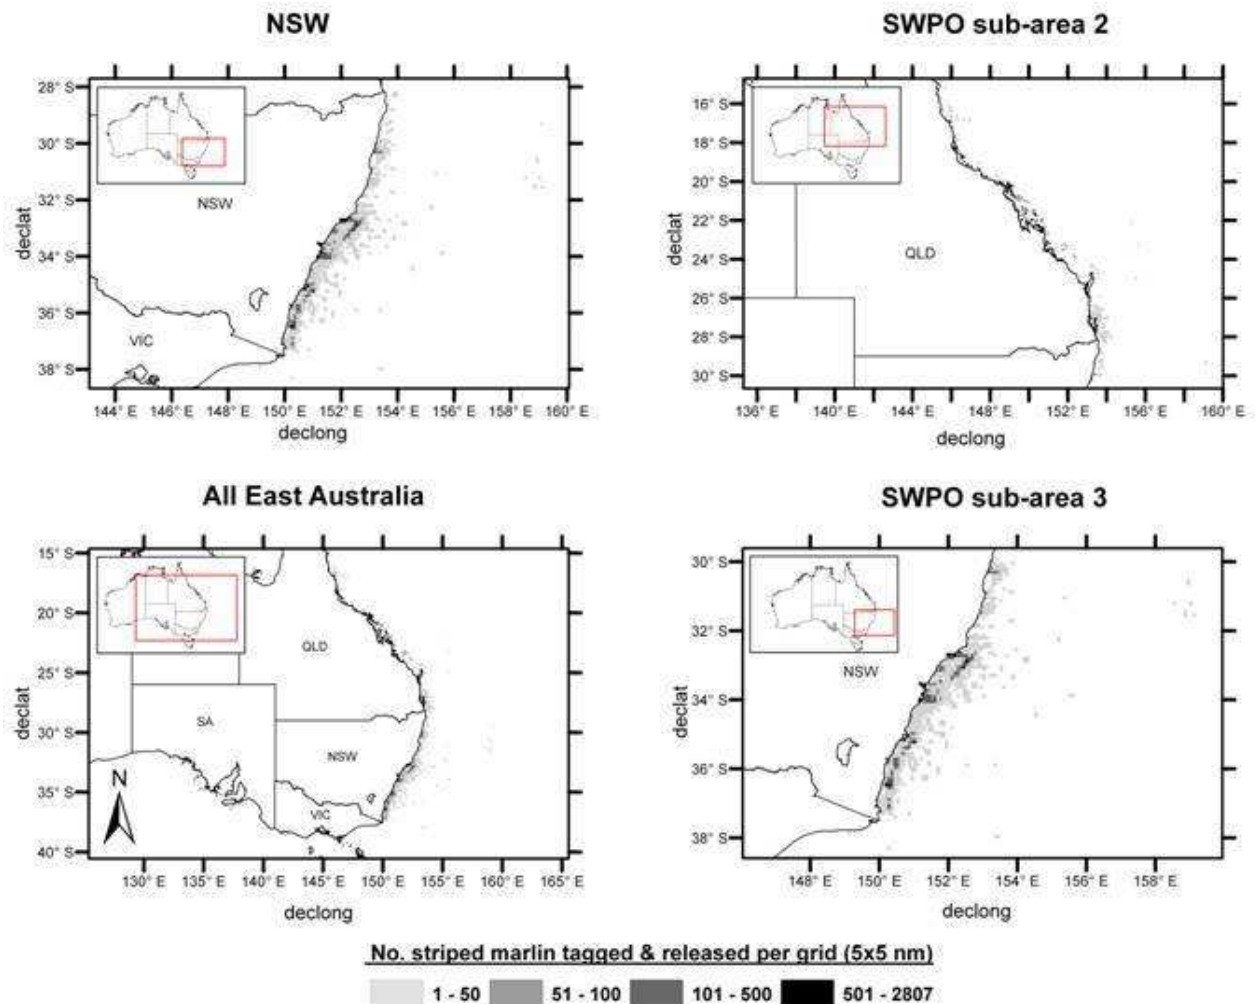 NSW
SWPO sub-area 2
28° S
30° S
32° S
34° S
36° S
38° S
declat
NSW
VIC
144° E 146° E 148° E 150° E 152° E 154° E 156° E 158° E 160° E
declong
16° S
18° S
20° S
22° S
24° S
26° S
28° S
30° S
declat
QLD
136° E 140° E 144° E 148° E 152° E 156° E 160° E
declong
All East Australia
SWPO sub-area 3
15° S
20° S
25° S
30° S
35° S
40° S
declat
QLD
SA
NSW
VIC
N
130° E 135° E 140° E 145° E 150° E 155° E 160° E 165° E
declong
30° S
32° S
34° S
36° S
38° S
declat
NSW
148° E 150° E 152° E 154° E 156° E 158° E
declong
No. striped marlin tagged & released per grid (5x5 nm)
1 - 50 51 - 100 101 - 500 501 - 2807